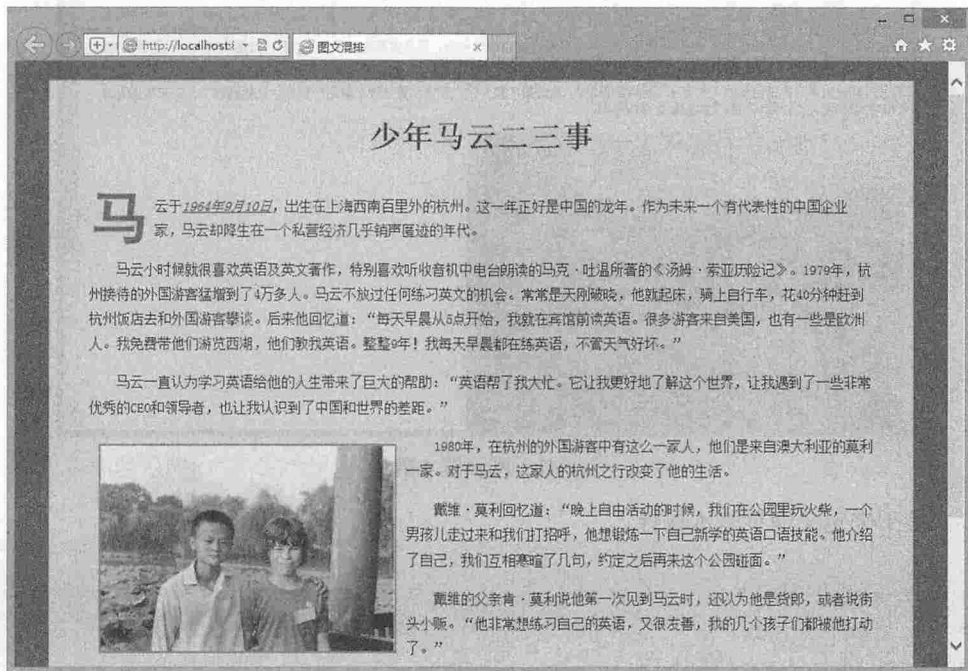 http://localhost:
图文混排
少年马云二三事
马
云于1964年9月10日，出生在上海西南百里外的杭州。这一年正好是中国的龙年。作为未来一个有代表性的中国企业
家，马云却降生在一个私营经济几乎销声匿迹的年代。
马云小时候就很喜欢英语及英文著作，特别喜欢听收音机中电台朗读的马克·吐温所著的《汤姆·索亚历险记》。1979年，杭
州接待的外国游客猛增到了4万多人。马云不放过任何练习英文的机会。常常是天刚破晓，他就起床，骑上自行车，花40分钟赶到
杭州饭店去和外国游客攀谈。后来他回忆道：“每天早晨从5点开始，我就在宾馆前读英语。很多游客来自美国，也有一些是欧洲
人。我免费带他们游览西湖，他们教我英语。整整9年！我每天早晨都在练英语，不管天气好坏。”
马云一直认为学习英语给他的人生带来了巨大的帮助：“英语帮了我大忙。它让我更好地了解这个世界，让我遇到了一些非常
优秀的CEO和领导者，也让我认识到了中国和世界的差距。”
1980年，在杭州的外国游客中有这么一家人，他们是来自澳大利亚的莫利
一家。对于马云，这家人的杭州之行改变了他的生活。
戴维·莫利回忆道：“晚上自由活动的时候，我们在公园里玩火柴，一个
男孩儿走过来和我们打招呼，他想锻炼一下自己新学的英语口语技能。他介绍
了自己，我们互相寒暄了几句，约定之后再来这个公园碰面。”
戴维的父亲肯·莫利说他第一次见到马云时，还以为他是货郎，或者说街
头小贩。“他非常想练习自己的英语，又很友善，我的几个孩子们都被他打动
了。”